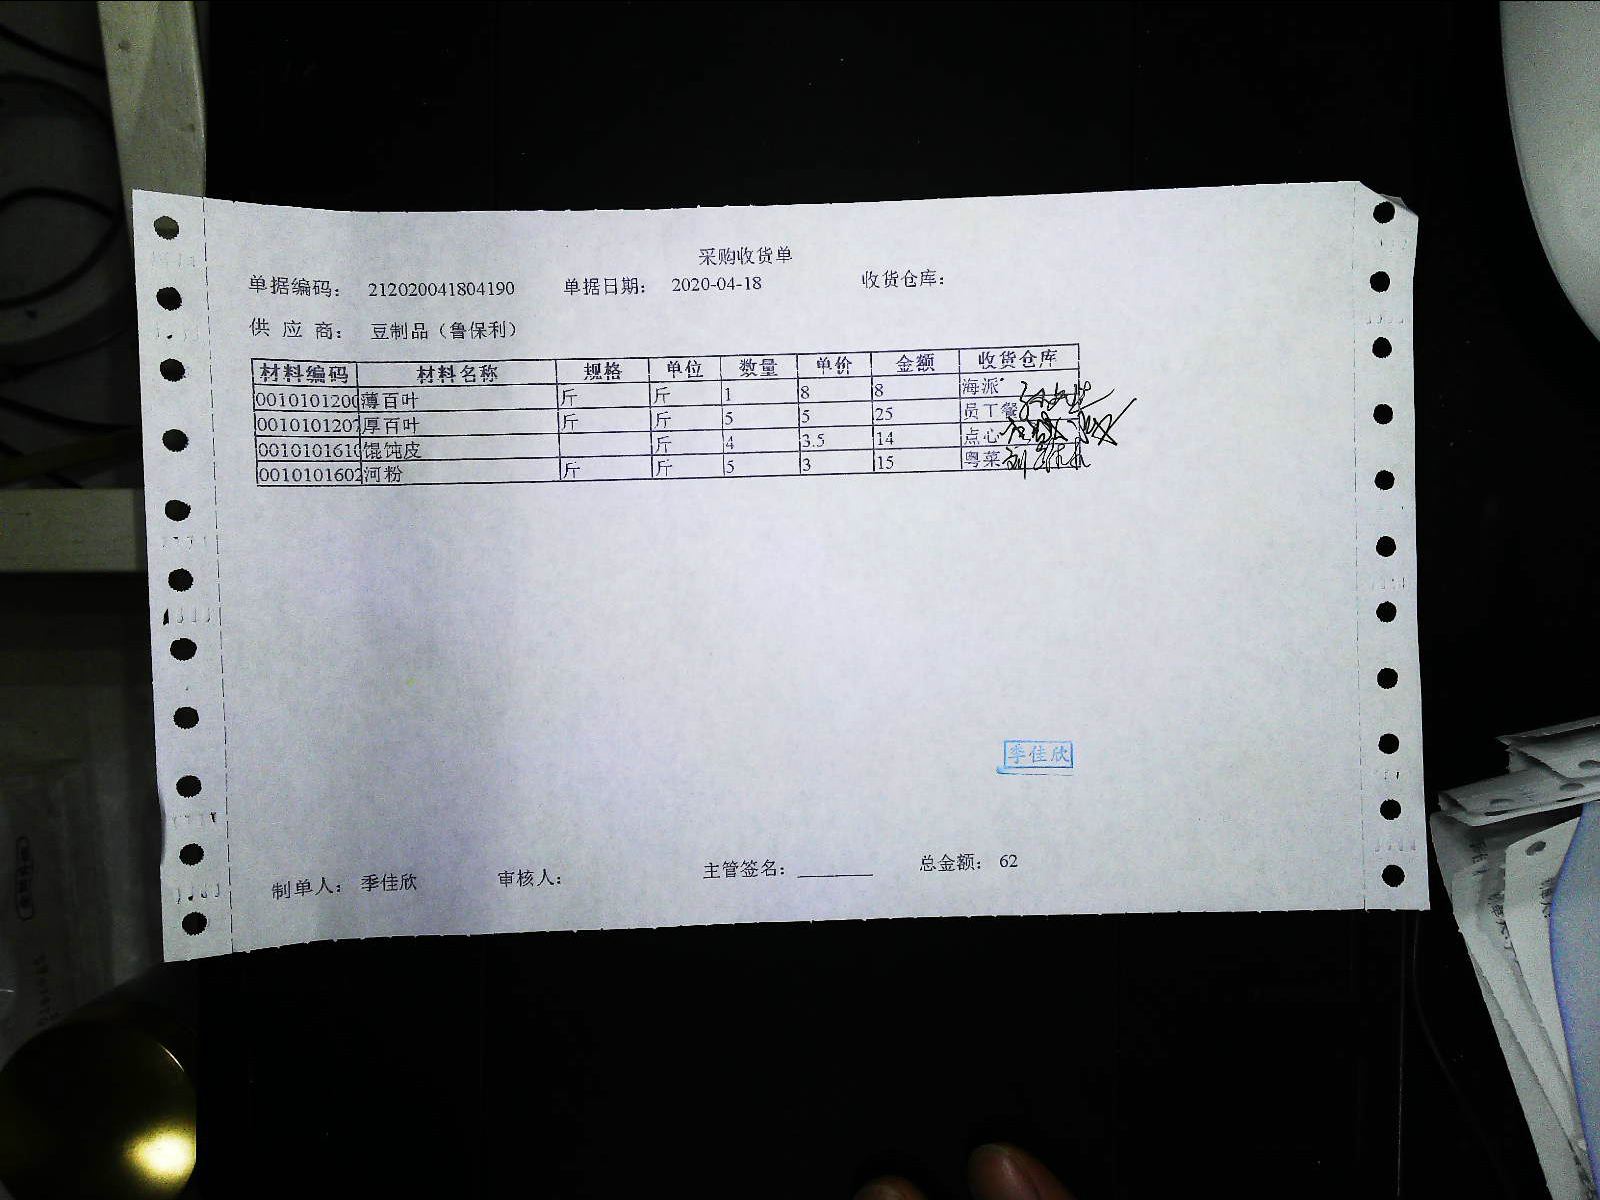 采购收货单
单据编码： 212020041804190 单据日期： 2020-04-18 收货仓库：
供 应 商： 豆制品（鲁保利）
材料编码 材料名称 规格 单位 数量 单价 金额 收货仓库
0010101200 薄百叶 斤 斤 1 8 8 海派
0010101207 厚百叶 斤 斤 5 5 25 员工餐
0010101610 馄饨皮 斤 4 3.5 14 点心
0010101602 河粉 斤 斤 5 3 15 粤菜
季佳欣
制单人： 季佳欣 审核人： 主管签名： ________ 总金额： 62